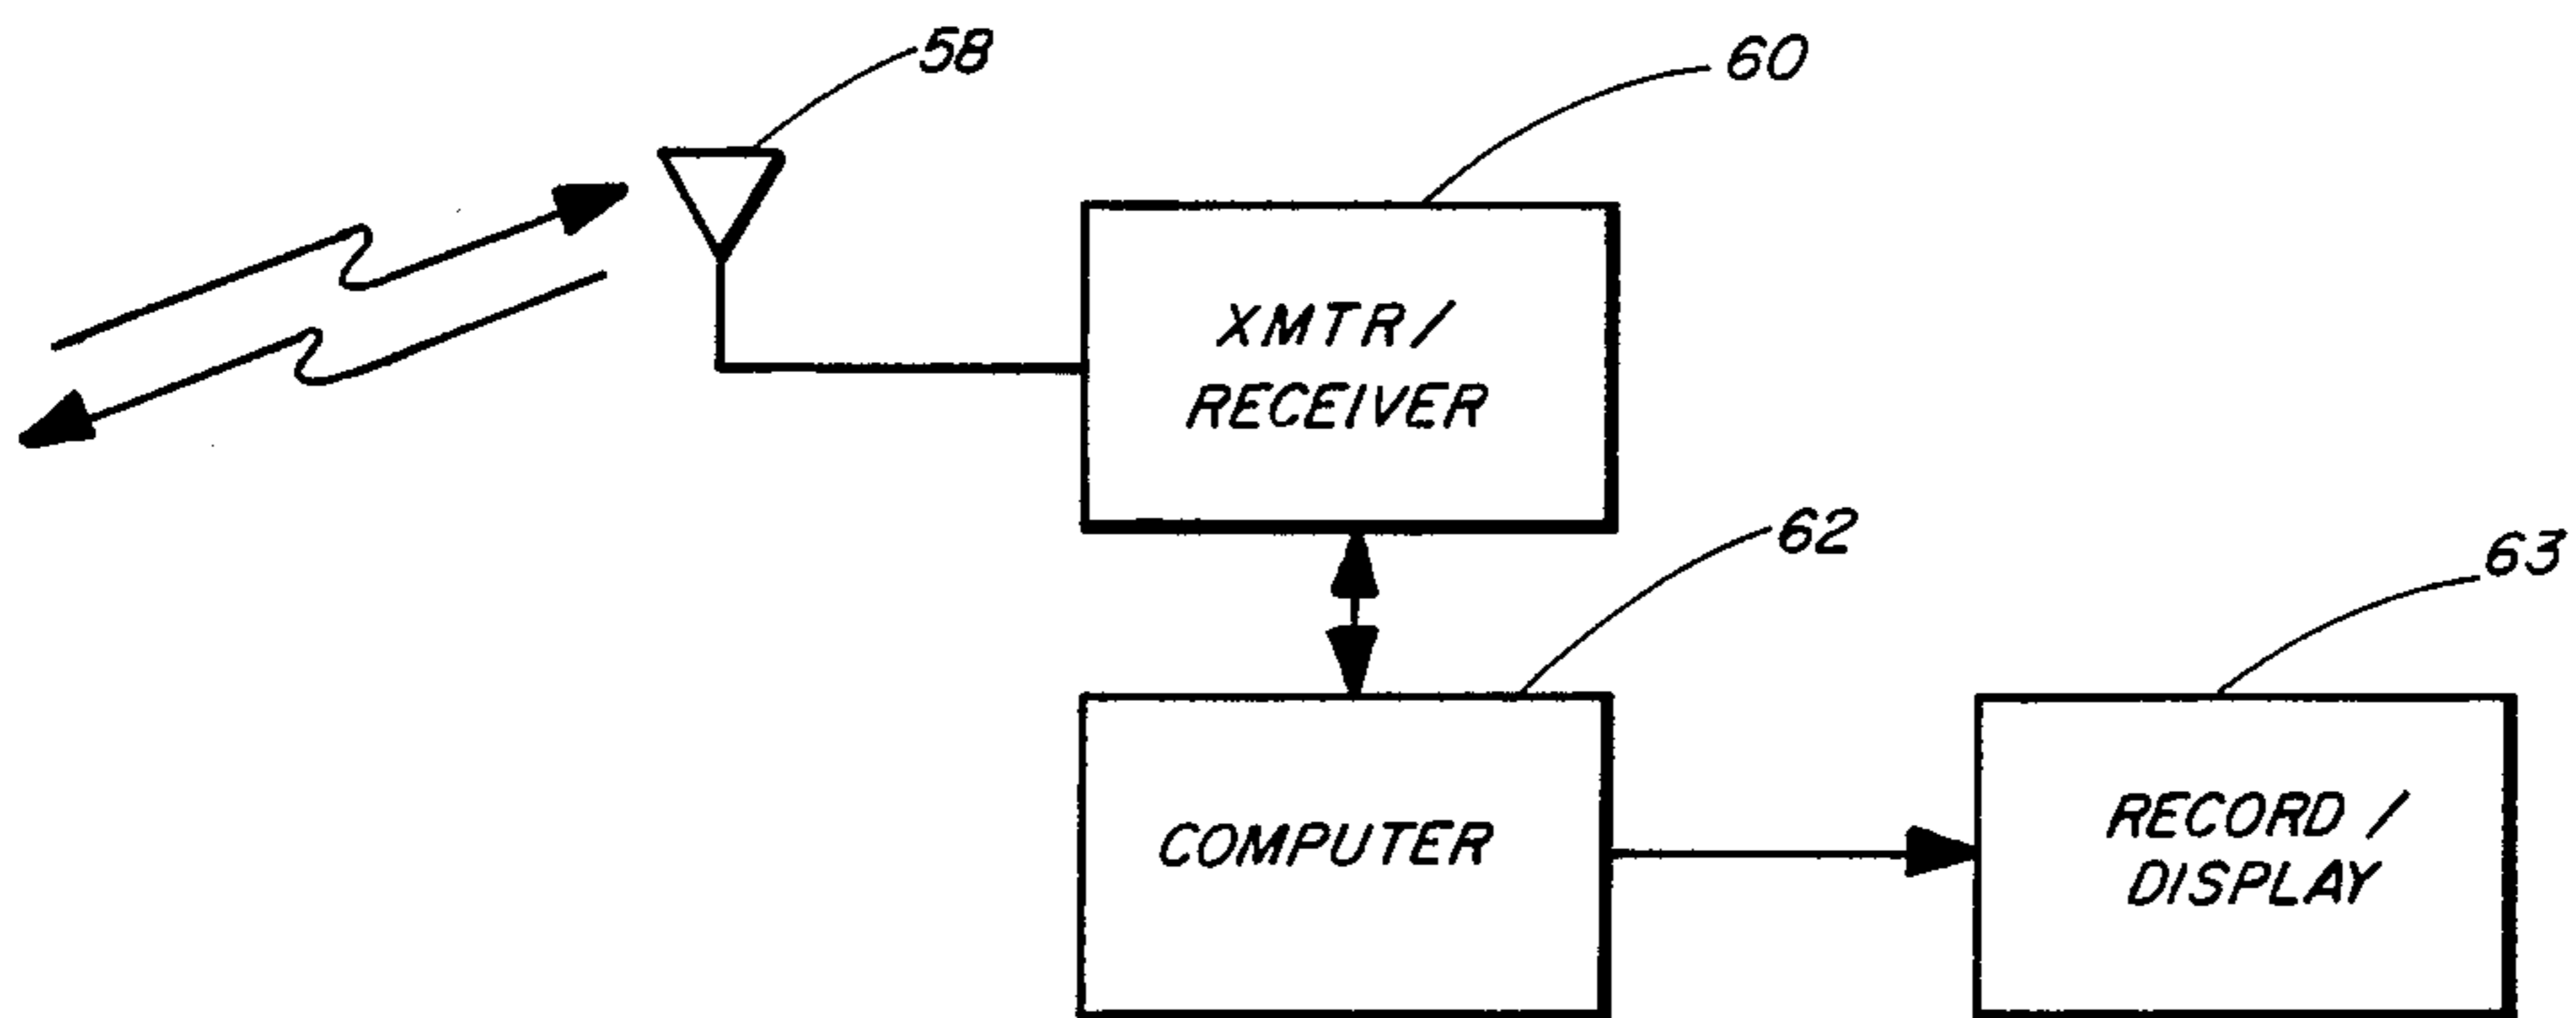 58
60
XMTR/
RECEIVER
62
63
COMPUTER
RECORD /
DISPLAY